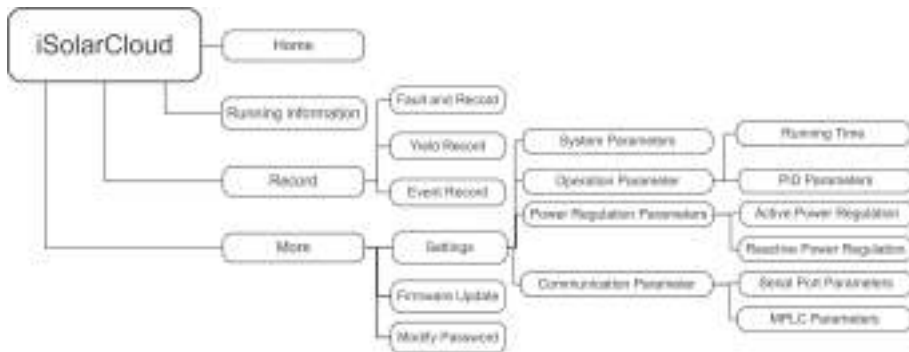 iSolarCloud
Home
Running information
Fault and Record
Yield Record
Record
Event Record
System Parameters
Running Time
Operation Parameter
PID Parameters
Power Regulation Parameters
Active Power Regulation
More
Settings
Reactive Power Regulation
Communication Parameter
Serial Port Parameters
Firmware Update
MPLC Parameters
Modify Password